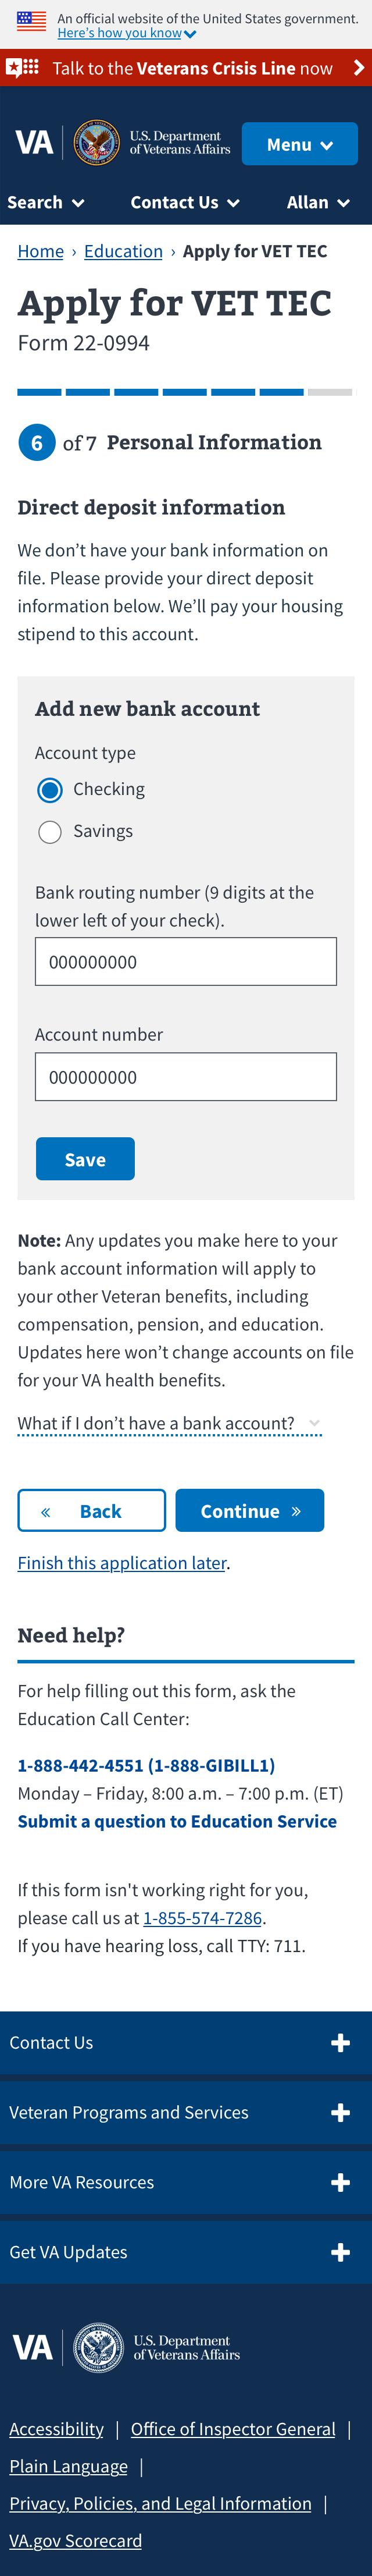 An official website of the United States government.
Here’s how you know
Talk to the Veterans Crisis Line now
VA
U.S. Department
of Veterans Affairs
Menu
Search
Contact Us
Allan
Home › Education › Apply for VET TEC
Apply for VET TEC
Form 22-0994
6 of 7 Personal Information
Direct deposit information
We don’t have your bank information on
file. Please provide your direct deposit
information below. We’ll pay your housing
stipend to this account.
Add new bank account
Account type
Checking
Savings
Bank routing number (9 digits at the
lower left of your check).
000000000
Account number
000000000
Save
Note: Any updates you make here to your
bank account information will apply to
your other Veteran benefits, including
compensation, pension, and education.
Updates here won’t change accounts on file
for your VA health benefits.
What if I don’t have a bank account?
« Back
Continue »
Finish this application later.
Need help?
For help filling out this form, ask the
Education Call Center:
1-888-442-4551 (1-888-GIBILL1)
Monday – Friday, 8:00 a.m. – 7:00 p.m. (ET)
Submit a question to Education Service
If this form isn't working right for you,
please call us at 1-855-574-7286.
If you have hearing loss, call TTY: 711.
Contact Us
Veteran Programs and Services
More VA Resources
Get VA Updates
VA
U.S. Department
of Veterans Affairs
Accessibility | Office of Inspector General |
Plain Language |
Privacy, Policies, and Legal Information |
VA.gov Scorecard